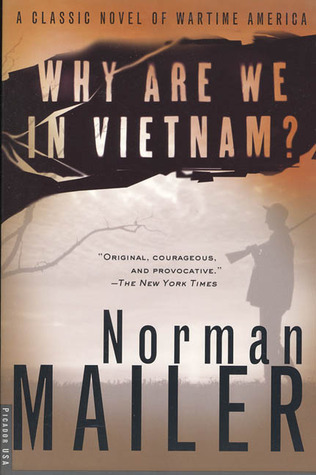 A CLASSIC NOVEL OF WARTIME AMERICA
WHY ARE WE
IN VIETNAM?
"ORIGINAL, COURAGEOUS,
AND PROVOCATIVE."
—THE NEW YORK TIMES
Norman
MAILER
PICADOR USA